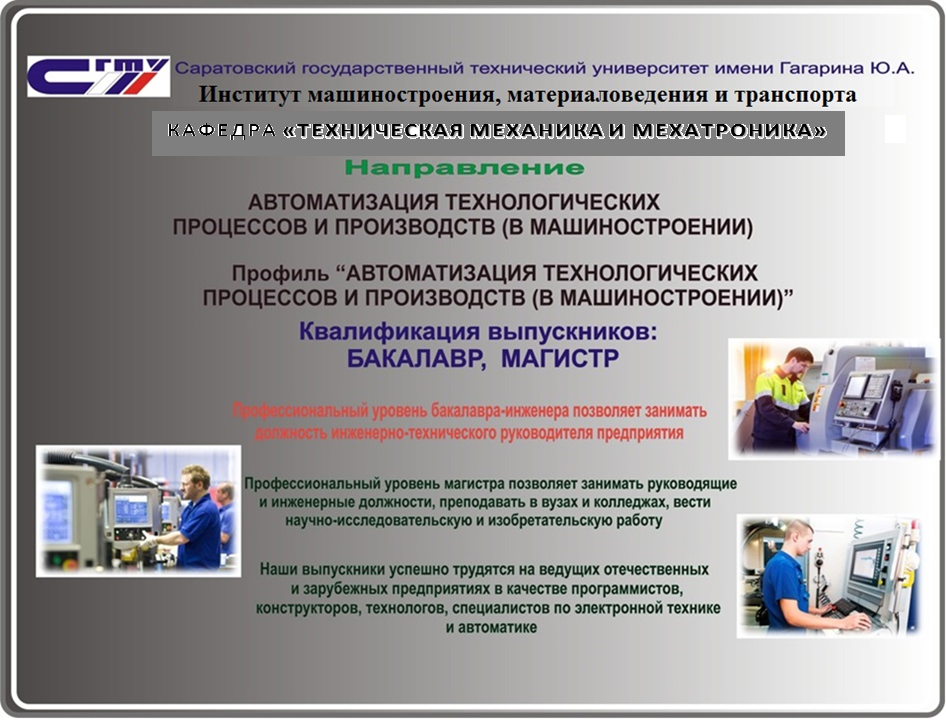 СГТУ
Саратовский государственный технический университет имени Гагарина Ю.А.
Институт машиностроения, материаловедения и транспорта
КАФЕДРА «ТЕХНИЧЕСКАЯ МЕХАНИКА И МЕХАТРОНИКА»
Направление
АВТОМАТИЗАЦИЯ ТЕХНОЛОГИЧЕСКИХ
ПРОЦЕССОВ И ПРОИЗВОДСТВ (В МАШИНОСТРОЕНИИ)
Профиль “АВТОМАТИЗАЦИЯ ТЕХНОЛОГИЧЕСКИХ
ПРОЦЕССОВ И ПРОИЗВОДСТВ (В МАШИНОСТРОЕНИИ)”
Квалификация выпускников:
БАКАЛАВР, МАГИСТР
Профессиональный уровень бакалавра-инженера позволяет занимать
должность инженерно-технического руководителя предприятия
Профессиональный уровень магистра позволяет занимать руководящие
и инженерные должности, преподавать в вузах и колледжах, вести
научно-исследовательскую и изобретательскую работу
Наши выпускники успешно трудятся на ведущих отечественных
и зарубежных предприятиях в качестве программистов,
конструкторов, технологов, специалистов по электронной технике
и автоматике